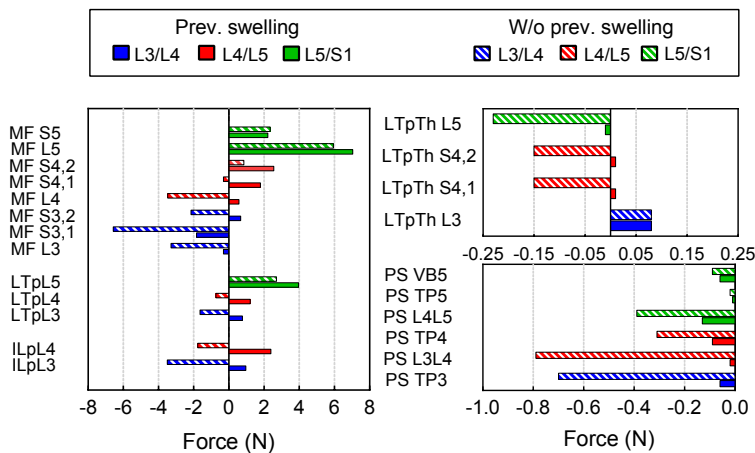 Prev. swelling
L3/L4 L4/L5 L5/S1
W/o prev. swelling
L3/L4 L4/L5 L5/S1
MF S5
MF L5
MF S4,2
MF S4,1
MF L4
MF S3,2
MF S3,1
MF L3
LTpL5
LTpL4
LTpL3
ILpL4
ILpL3
-8 -6 -4 -2 0 2 4 6 8
Force (N)
LTpTh L5
LTpTh S4,2
LTpTh S4,1
LTpTh L3
-0.25 -0.15 -0.05 0.05 0.15 0.25
PS VB5
PS TP5
PS L4L5
PS TP4
PS L3L4
PS TP3
-1.0 -0.8 -0.6 -0.4 -0.2 -0.0
Force (N)